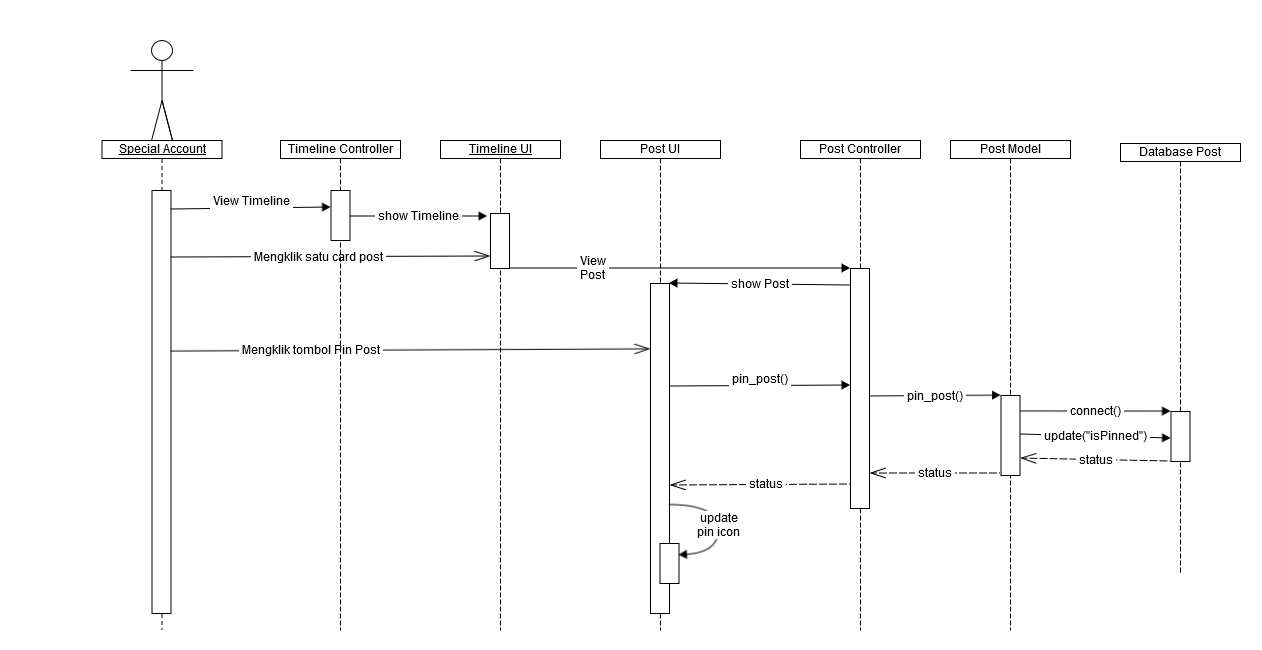 Special Account
Timeline Controller
Timeline UI
Post UI
Post Controller
Post Model
Database Post
View Timeline
show Timeline
Mengklik satu card post
View
Post
show Post
Mengklik tombol Pin Post
pin_post()
pin_post()
connect()
update("isPinned")
status
status
status
update
pin icon